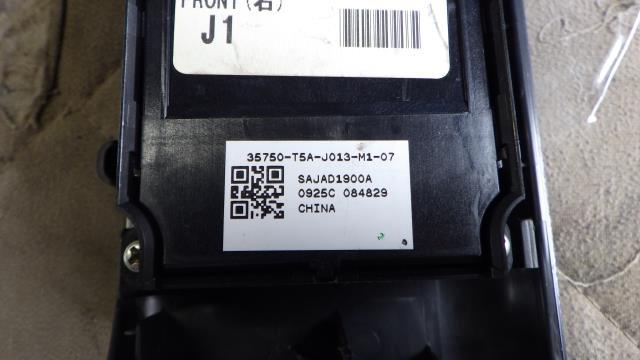 FRONT(右)
J1
35750-T5A-J013-M1-07
SAJAD1900A
0925C 084829
CHINA